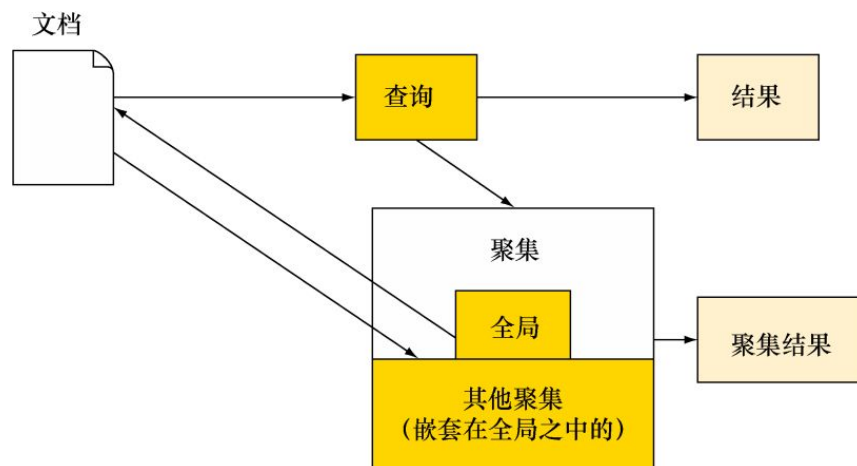 文档
查询
结果
聚集
全局
聚集结果
其他聚集
（嵌套在全局之中的）